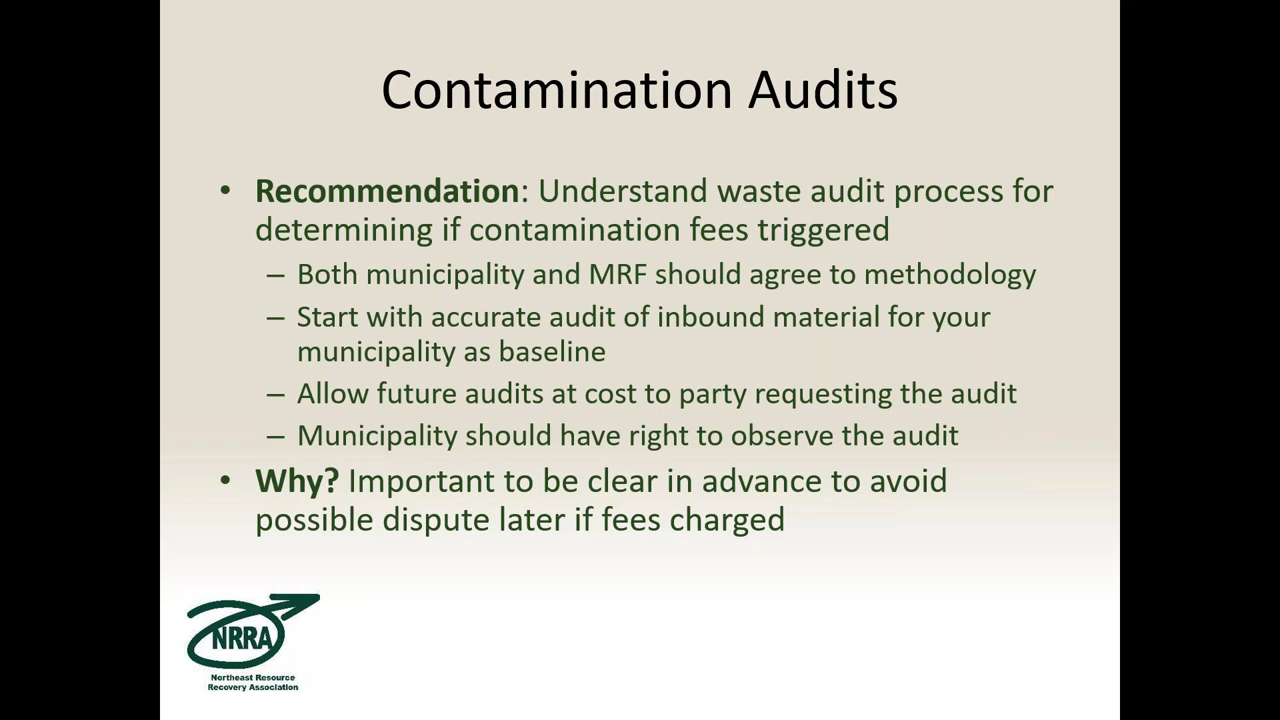 Contamination Audits
• Recommendation: Understand waste audit process for
determining if contamination fees triggered
– Both municipality and MRF should agree to methodology
– Start with accurate audit of inbound material for your
municipality as baseline
– Allow future audits at cost to party requesting the audit
– Municipality should have right to observe the audit
• Why? Important to be clear in advance to avoid
possible dispute later if fees charged
NRRA
Northeast Resource
Recovery Association